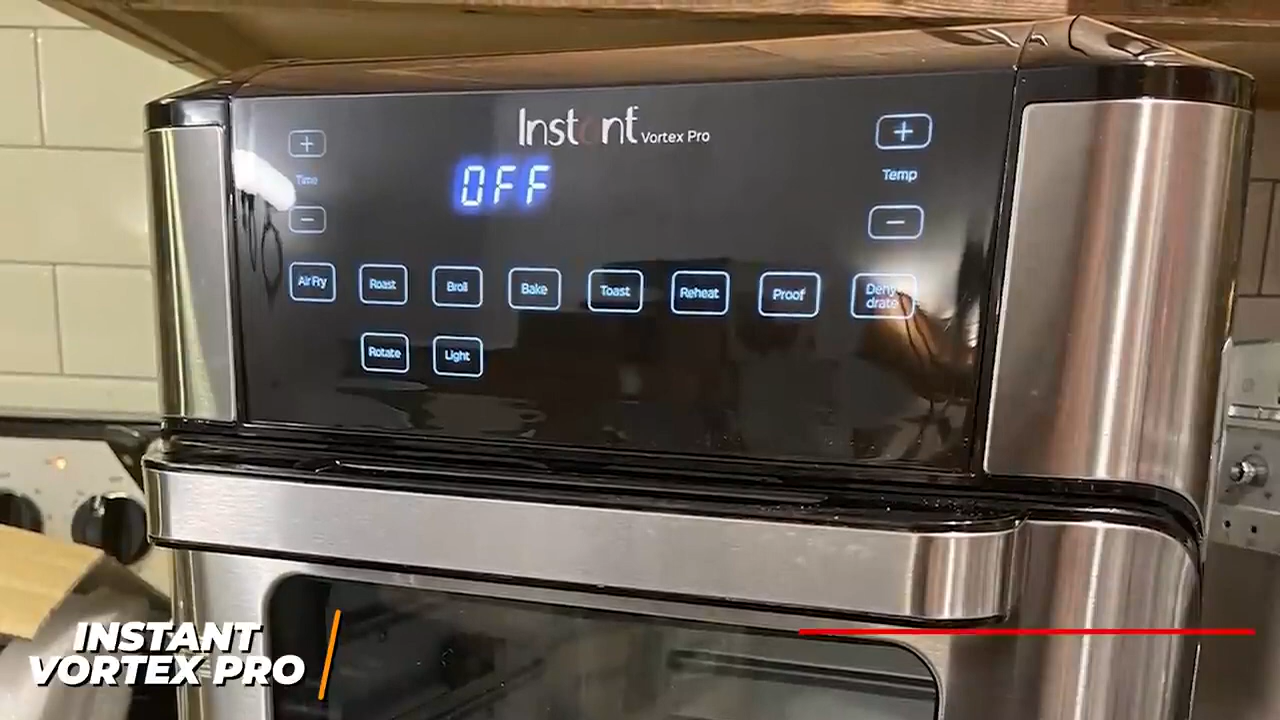 Instant Vortex Pro
+
+
Time
Temp
OFF
−
−
Air Fry Roast Broil Bake Toast Reheat Proof Dehy
drate
Rotate Light
INSTANT
VORTEX PRO